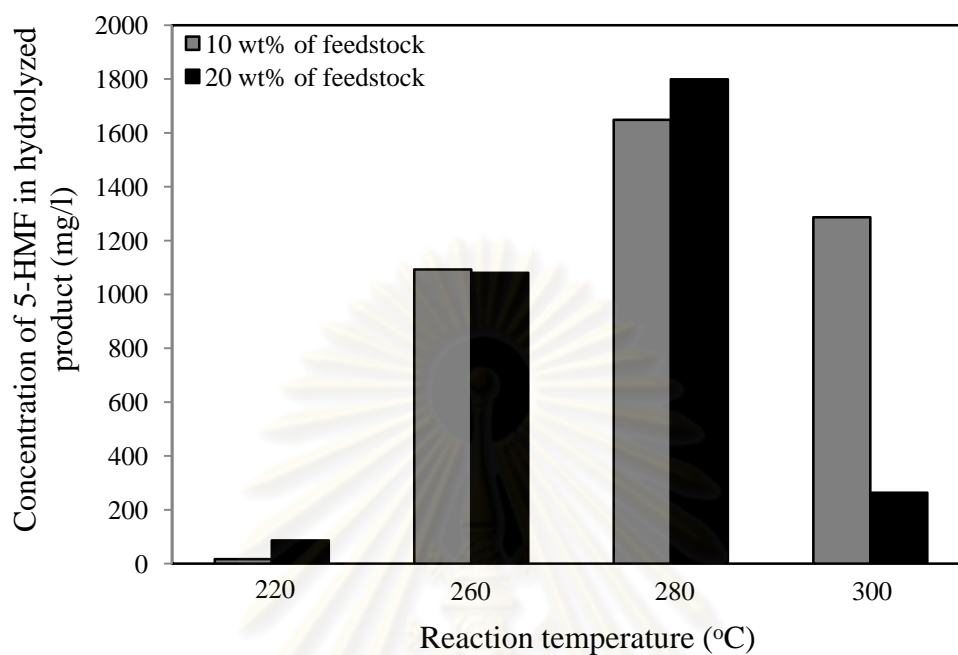 Concentration of 5-HMF in hydrolyzed
product (mg/l)
2000
1800
1600
1400
1200
1000
800
600
400
200
0
10 wt% of feedstock
20 wt% of feedstock
220 260 280 300
Reaction temperature (°C)